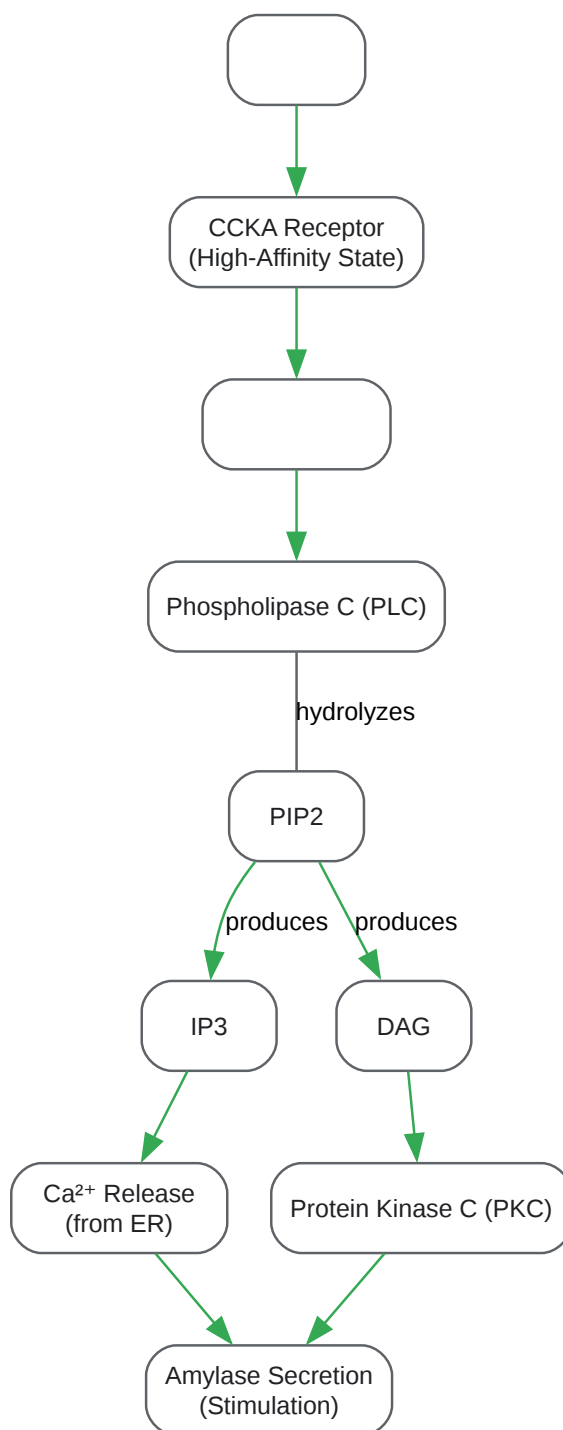 CCKA Receptor
(High-Affinity State)
Phospholipase C (PLC)
hydrolyzes
PIP2
produces
produces
IP3
DAG
Ca²⁺ Release
(from ER)
Protein Kinase C (PKC)
Amylase Secretion
(Stimulation)